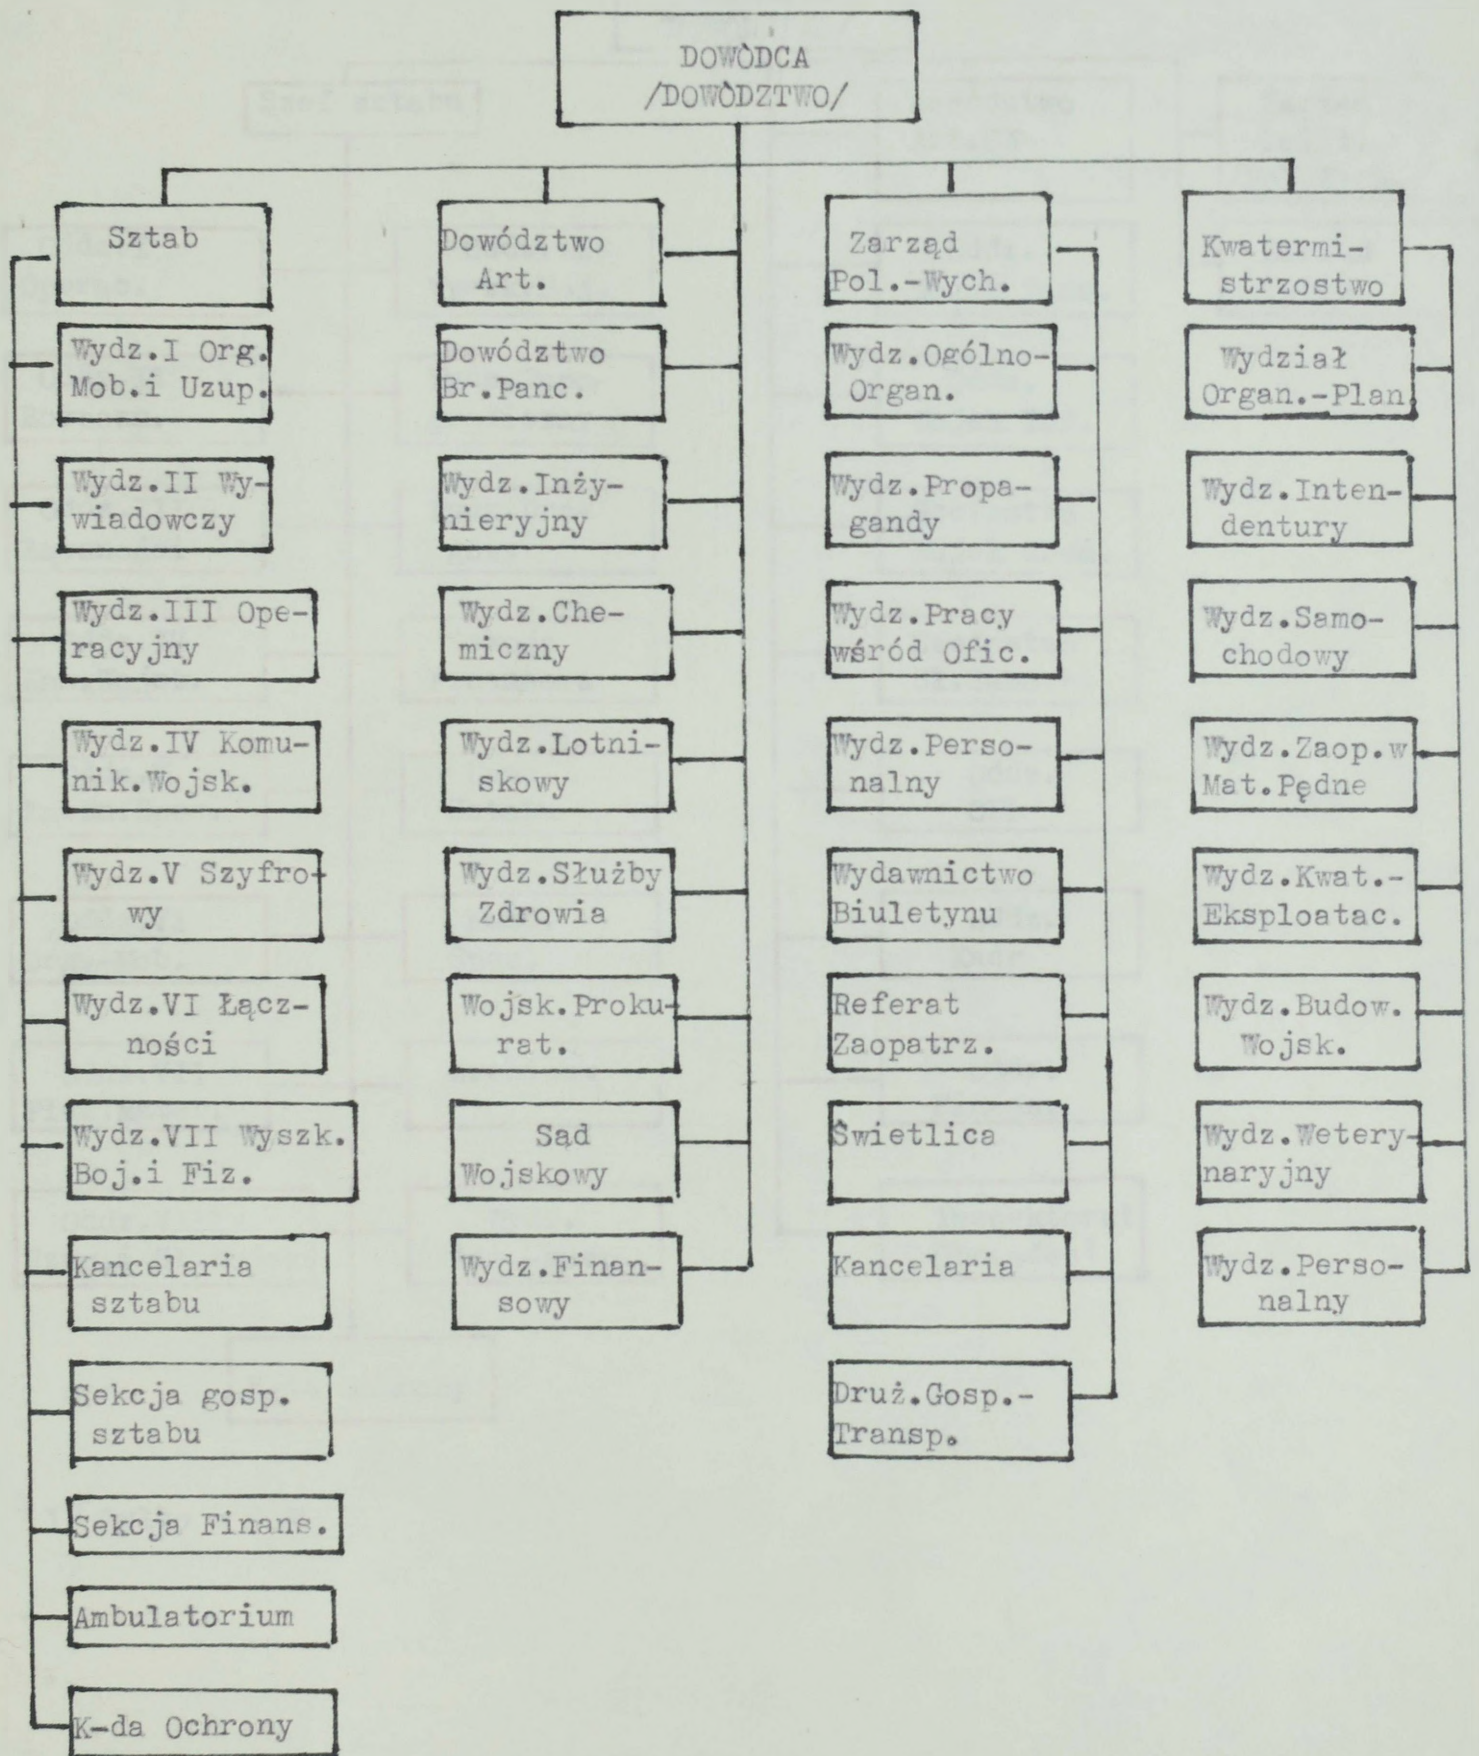 DOWÒDCA
/DOWÒDZTWO/
Sztab
Wydz.I Org.
Mob.i Uzup.
Wydz.II Wy-
wiadowczy
Wydz.III Ope-
racyjny
Wydz.IV Komu-
nik.Wojsk.
Wydz.V Szyfro-
wy
Wydz.VI Łącz-
ności
Wydz.VII Wyszk.
Boj.i Fiz.
Kancelaria
sztabu
Sekcja gosp.
sztabu
Sekcja Finans.
Ambulatorium
K-da Ochrony
Dowództwo
Art.
Dowództwo
Br.Panc.
Wydz.Inży-
nieryjny
Wydz.Che-
miczny
Wydz.Lotni-
skowy
Wydz.Służby
Zdrowia
Wojsk.Proku-
rat.
Sąd
Wojskowy
Wydz.Finan-
sowy
Zarząd
Pol.-Wych.
Wydz.Ogólno-
Organ.
Wydz.Propa-
gandy
Wydz.Pracy
wśród Ofic.
Wydz.Perso-
nalny
Wydawnictwo
Biuletynu
Referat
Zaopatrz.
Świetlica
Kancelaria
Druż.Gosp.-
Transp.
Kwatermi-
strzostwo
Wydział
Organ.-Plan.
Wydz.Inten-
dentury
Wydz.Samo-
chodowy
Wydz.Zaop.w
Mat.Pędne
Wydz.Kwat.-
Eksploatac.
Wydz.Budow.
Wojsk.
Wydz.Wetery-
naryjny
Wydz.Perso-
nalny